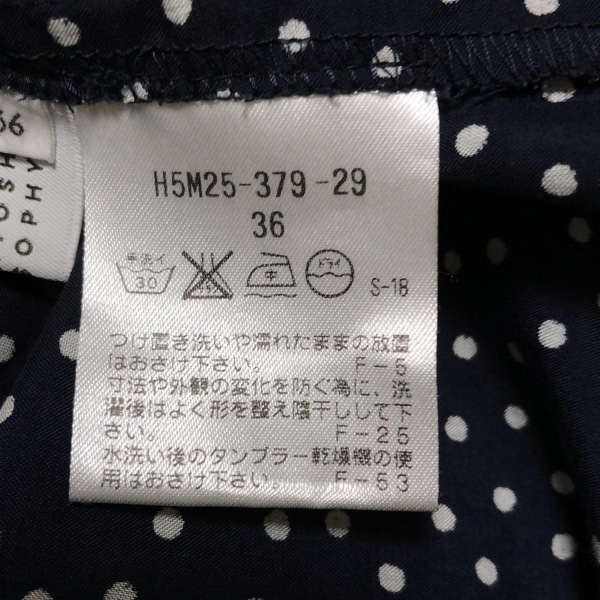 H5M25-379-29
36
手洗イ
30
中
ドライ
S-18
つけ置き洗いや濡れたままの放置
はおさけ下さい。 F-5
寸法や外観の変化を防ぐ為に、洗
濯後はよく形を整え陰干しして下
さい。 F-25
水洗い後のタンブラー乾燥機の使
用はおさけ下さい。 F-53